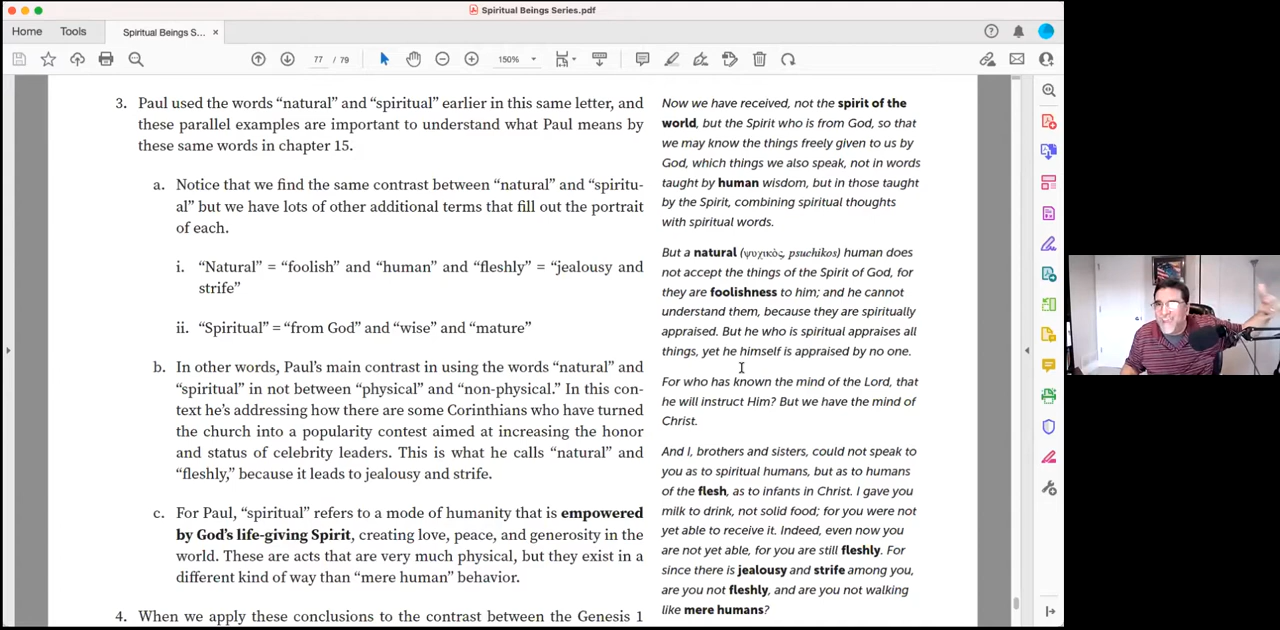 Spiritual Beings Series.pdf
Home
Tools
Spiritual Beings S...
77 / 79
150%
3. Paul used the words “natural” and “spiritual” earlier in this same letter, and
these parallel examples are important to understand what Paul means by
these same words in chapter 15.
a. Notice that we find the same contrast between “natural” and “spiritu-
al” but we have lots of other additional terms that fill out the portrait
of each.
i. “Natural” = “foolish” and “human” and “fleshly” = “jealousy and
strife”
ii. “Spiritual” = “from God” and “wise” and “mature”
b. In other words, Paul’s main contrast in using the words “natural” and
“spiritual” in not between “physical” and “non-physical.” In this con-
text he’s addressing how there are some Corinthians who have turned
the church into a popularity contest aimed at increasing the honor
and status of celebrity leaders. This is what he calls “natural” and
“fleshly,” because it leads to jealousy and strife.
c. For Paul, “spiritual” refers to a mode of humanity that is empowered
by God’s life-giving Spirit, creating love, peace, and generosity in the
world. These are acts that are very much physical, but they exist in a
different kind of way than “mere human” behavior.
4. When we apply these conclusions to the contrast between the Genesis 1
Now we have received, not the spirit of the
world, but the Spirit who is from God, so that
we may know the things freely given to us by
God, which things we also speak, not in words
taught by human wisdom, but in those taught
by the Spirit, combining spiritual thoughts
with spiritual words.
But a natural (ψυχικὸς, psuchikos) human does
not accept the things of the Spirit of God, for
they are foolishness to him; and he cannot
understand them, because they are spiritually
appraised. But he who is spiritual appraises all
things, yet he himself is appraised by no one.
For who has known the mind of the Lord, that
he will instruct Him? But we have the mind of
Christ.
And I, brothers and sisters, could not speak to
you as to spiritual humans, but as to humans
of the flesh, as to infants in Christ. I gave you
milk to drink, not solid food; for you were not
yet able to receive it. Indeed, even now you
are not yet able, for you are still fleshly. For
since there is jealousy and strife among you,
are you not fleshly, and are you not walking
like mere humans?